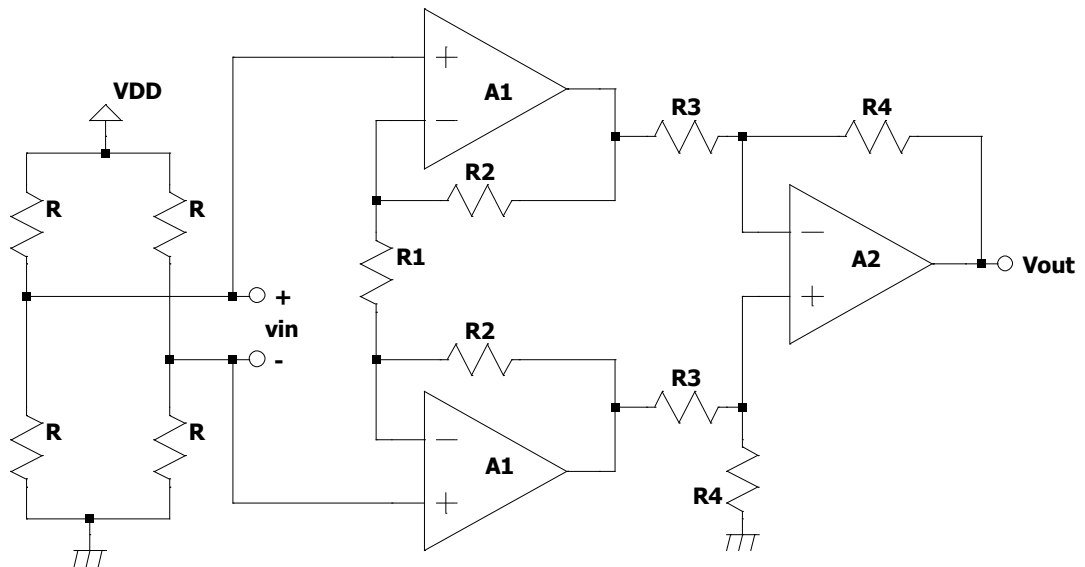 VDD
R
R
R
R
+
vin
-
+
A1
−
R2
R1
R2
−
A1
+
R3
R4
R3
R4
−
A2
+
Vout